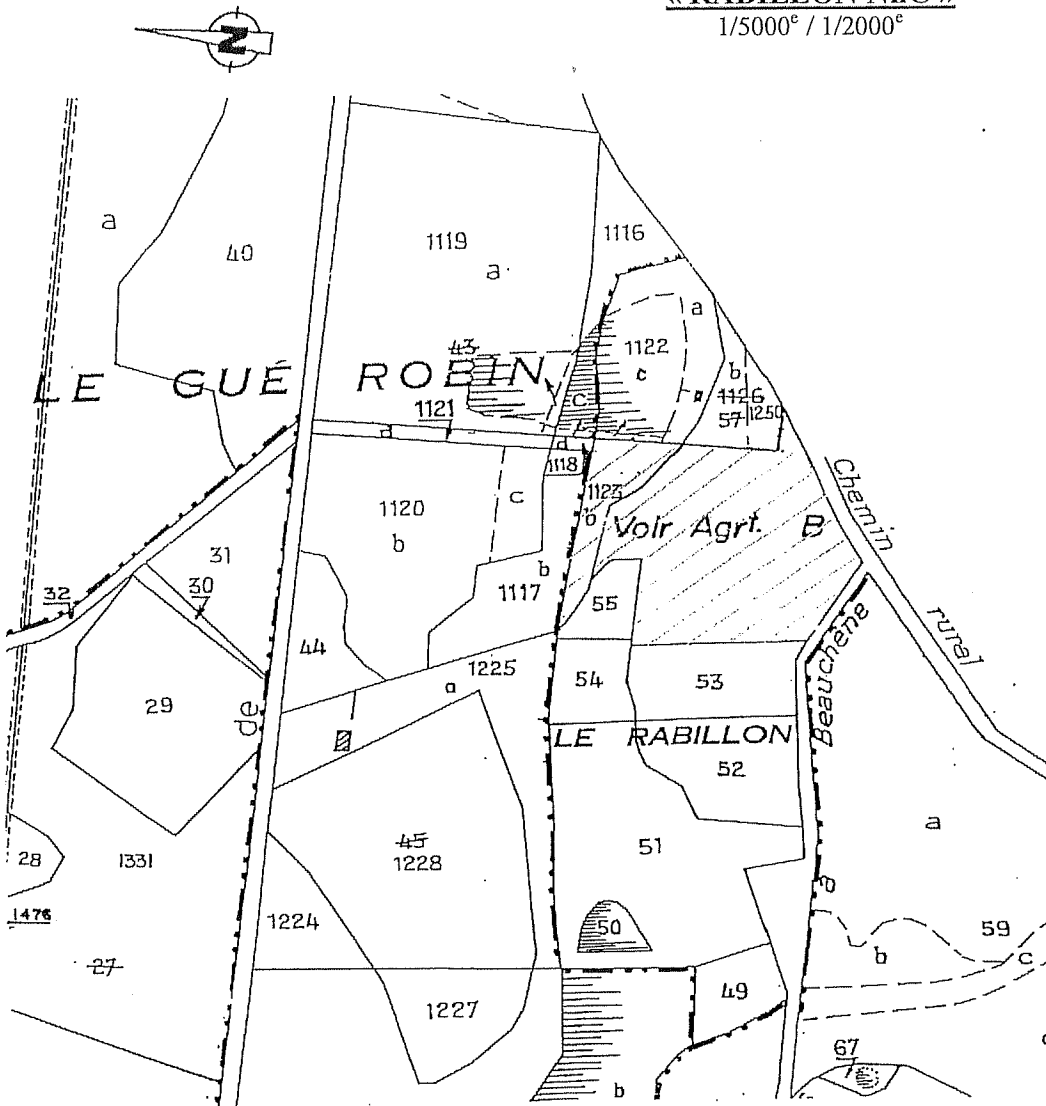 1/5000e / 1/2000e
N
a
40
1119
a
1116
43
1122
c
a
b
1126
57
1250
LE GUÉ ROBIN
1121
d
c
d
1118
1120
b
c
1123
b
Voir Agrt. B
Chemin rural
31
32
30
b
1117
55
44
1225
a
54
53
29
de
LE RABILLON
Beauchêne
52
a
28
1331
45
1228
51
a
1476
1224
50
59
b
c
27
49
1227
67
b